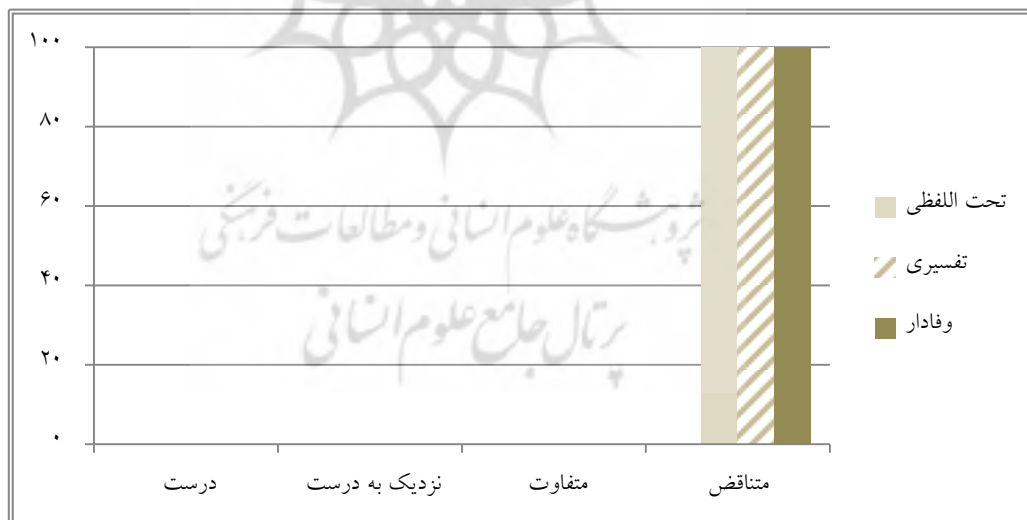 ۱۰۰
۸۰
۶۰
۴۰
۲۰
۰
درست
نزدیک به درست
متفاوت
متناقض
تحت اللفظی
تفسیری
وفادار
پژوهشگاه علوم انسانی و مطالعات فرهنگی
پرتال جامع علوم انسانی